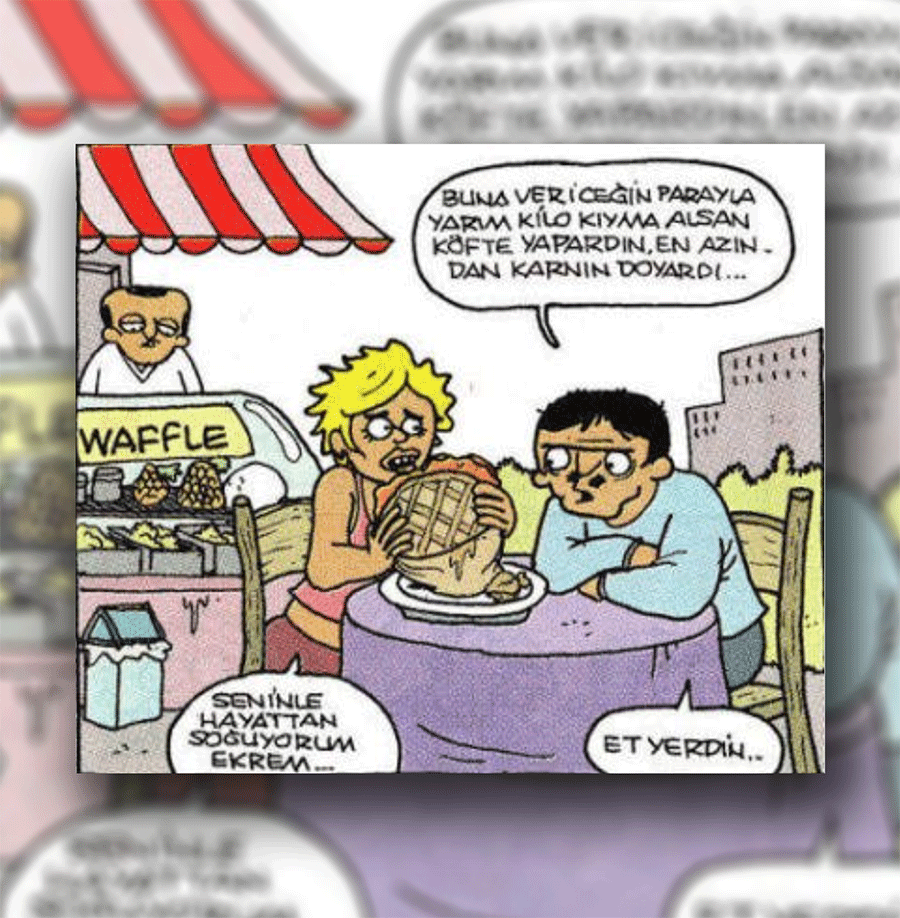 BUNA VERİCEĞİN PARAYLA
YARIM KİLO KIYMA ALSAN
KÖFTE YAPARDIN, EN AZIN-
DAN KARNIN DOYARDI...
WAFFLE
SENİNLE
HAYATTAN
SOĞUYORUM
EKREM...
ET YERDİN..